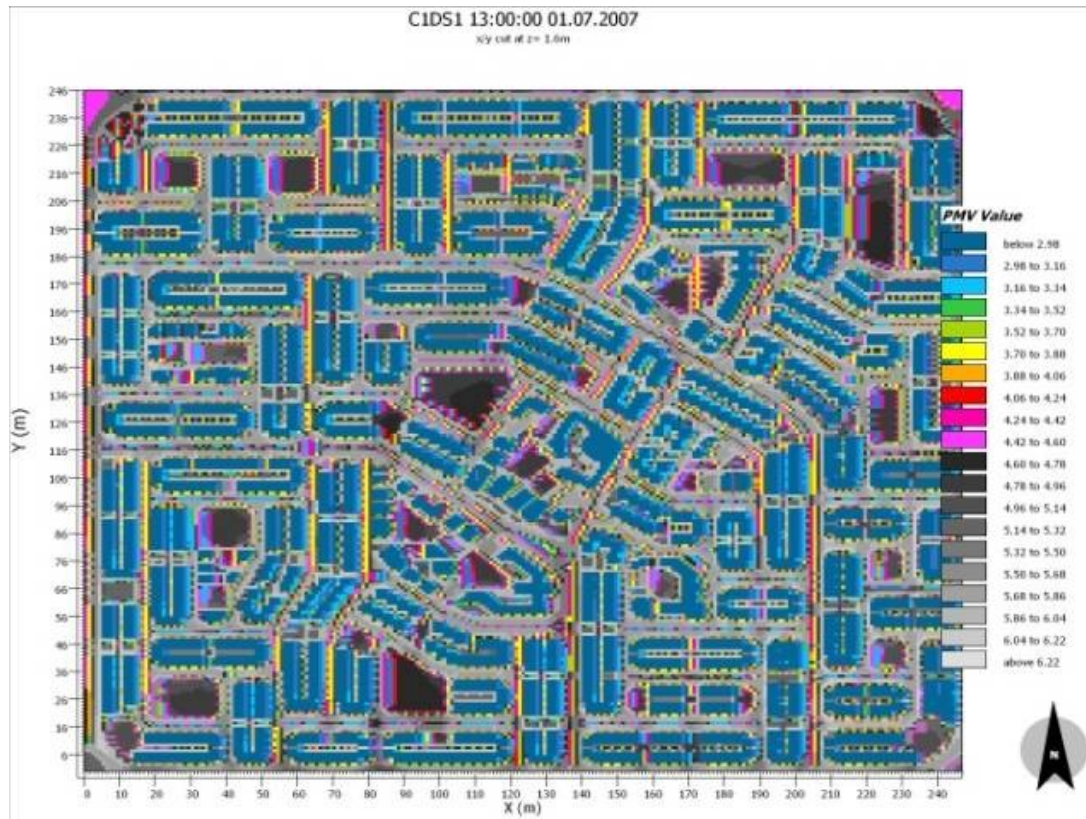 C1DS1 13:00:00 01.07.2007
x/y cut at z= 1.6m
246
236
226
216
206
196
186
176
166
156
146
136
126
116
106
96
86
76
66
56
46
36
26
16
6
Y (m)
0 10 20 30 40 50 60 70 80 90 100 110 120 130 140 150 160 170 180 190 200 210 220 230 240
X (m)
PMV Value
below 2.98
2.98 to 3.16
3.16 to 3.34
3.34 to 3.52
3.52 to 3.70
3.70 to 3.88
3.88 to 4.06
4.06 to 4.24
4.24 to 4.42
4.42 to 4.60
4.60 to 4.78
4.78 to 4.96
4.96 to 5.14
5.14 to 5.32
5.32 to 5.50
5.50 to 5.68
5.68 to 5.86
5.86 to 6.04
6.04 to 6.22
above 6.22
N